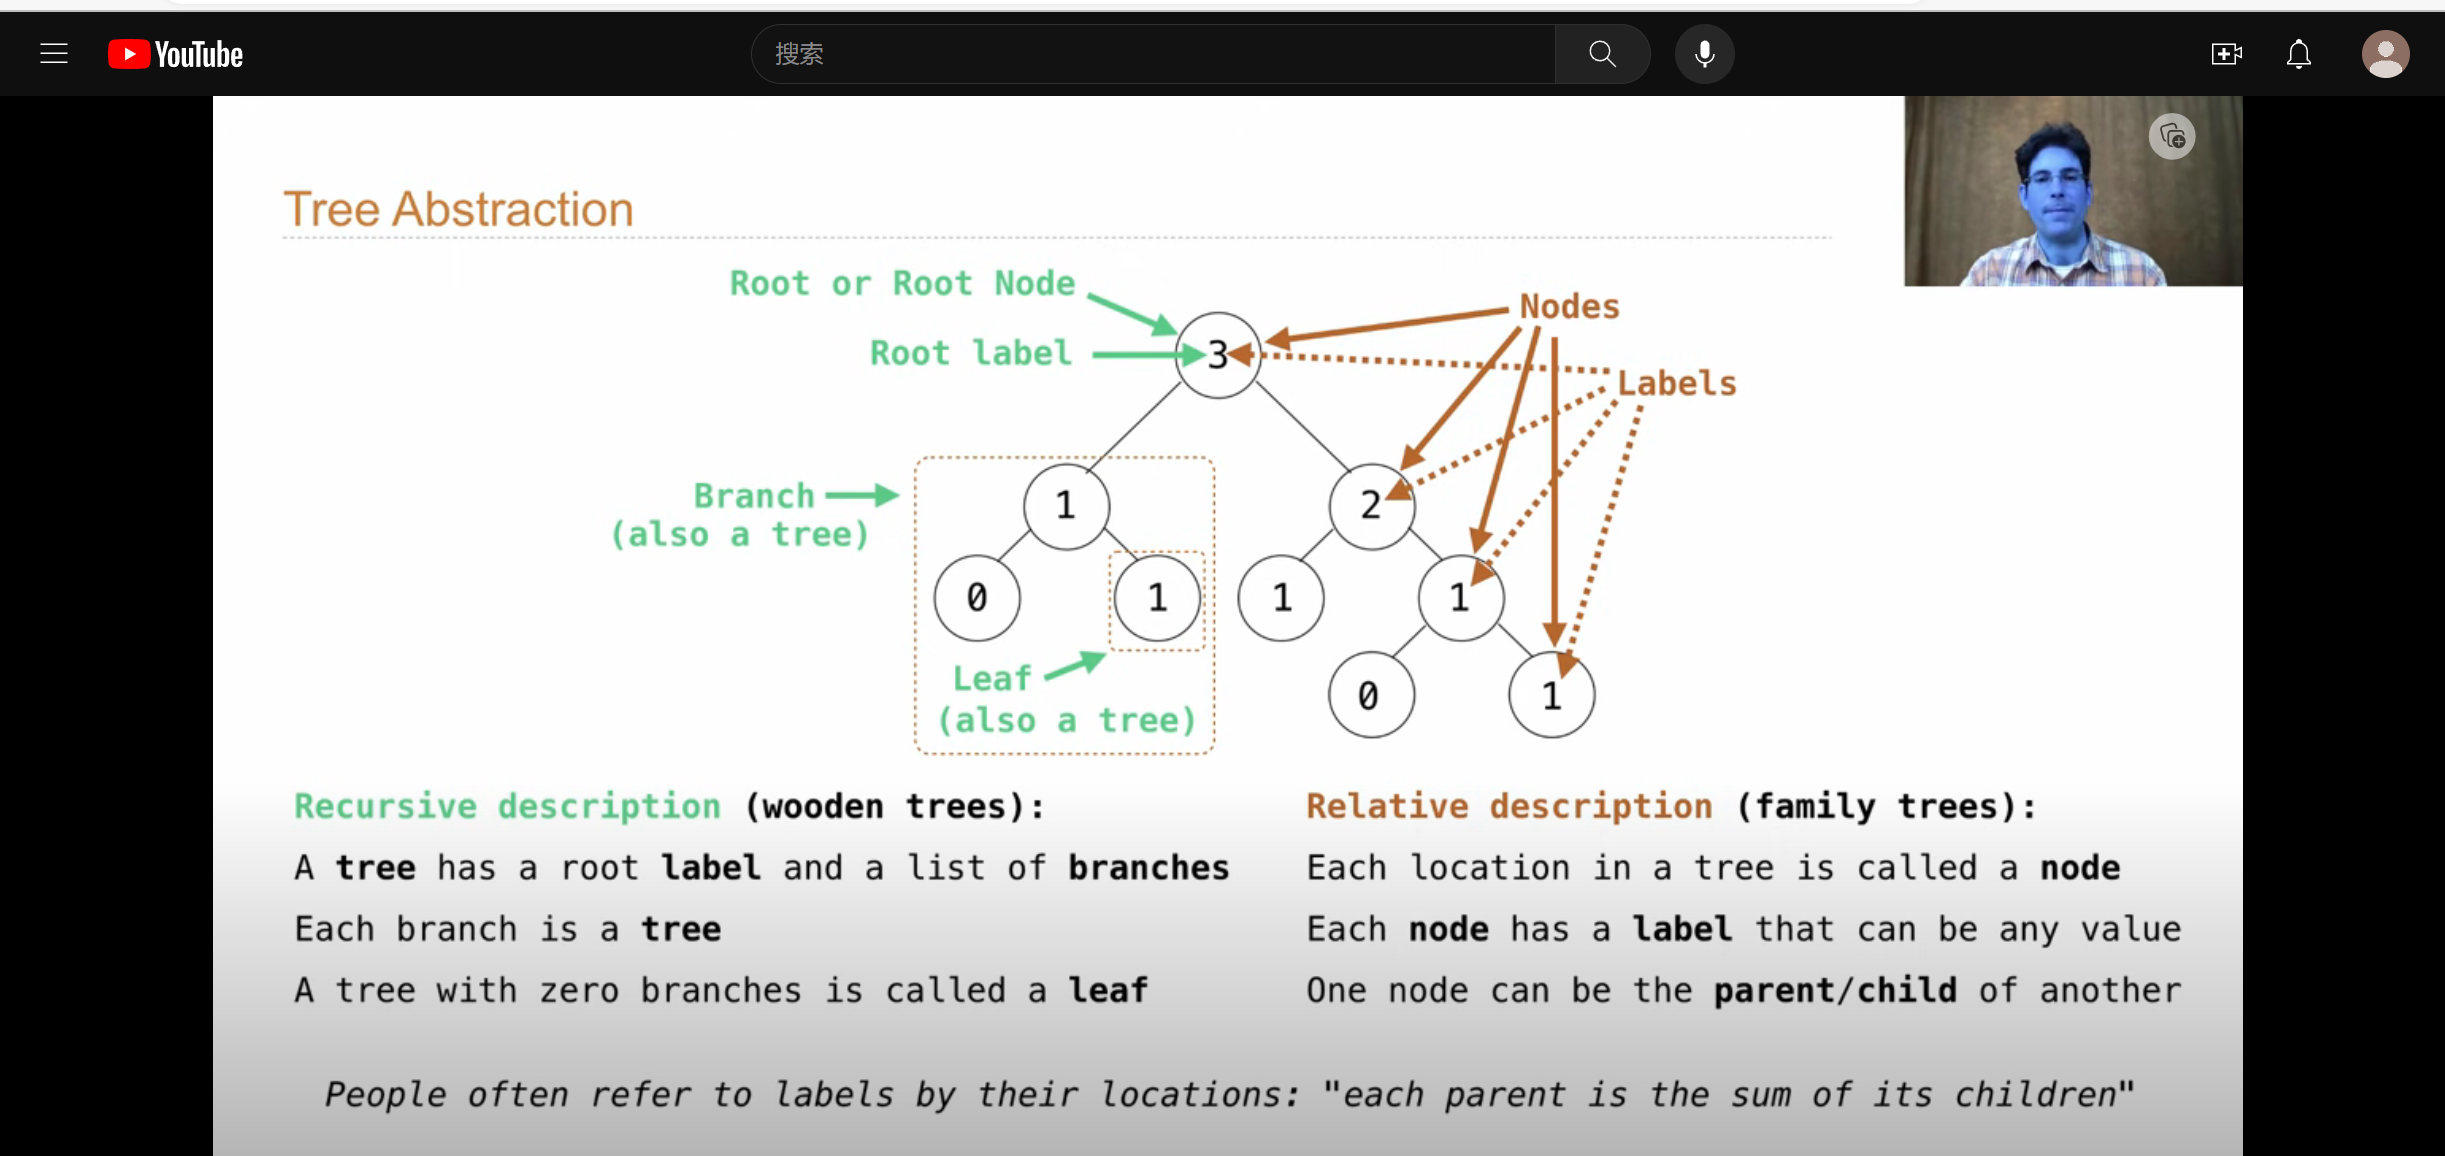 YouTube
搜索
Tree Abstraction
Root or Root Node
Root label
Nodes
Labels
3
Branch
(also a tree)
1
2
0
1
1
1
Leaf
(also a tree)
0
1
Recursive description (wooden trees):
A tree has a root label and a list of branches
Each branch is a tree
A tree with zero branches is called a leaf
Relative description (family trees):
Each location in a tree is called a node
Each node has a label that can be any value
One node can be the parent/child of another
People often refer to labels by their locations: "each parent is the sum of its children"